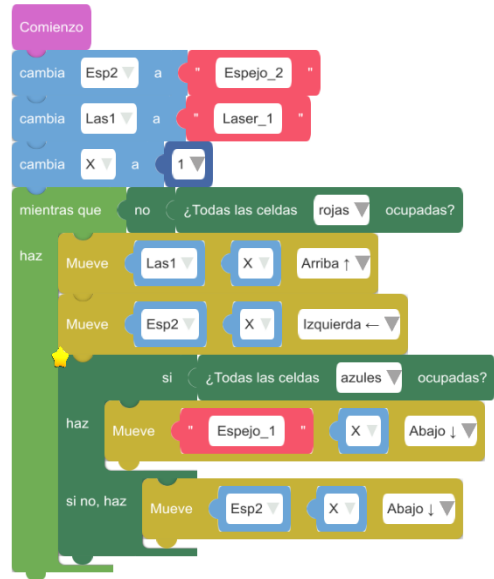 Comienzo
cambia Esp2 a " Espejo_2 "
cambia Las1 a " Laser_1 "
cambia X a 1
mientras que no ¿Todas las celdas rojas ocupadas?
haz Mueve Las1 X Arriba ↑
Mueve Esp2 X Izquierda ←
si ¿Todas las celdas azules ocupadas?
haz Mueve " Espejo_1 " X Abajo ↓
si no, haz Mueve Esp2 X Abajo ↓